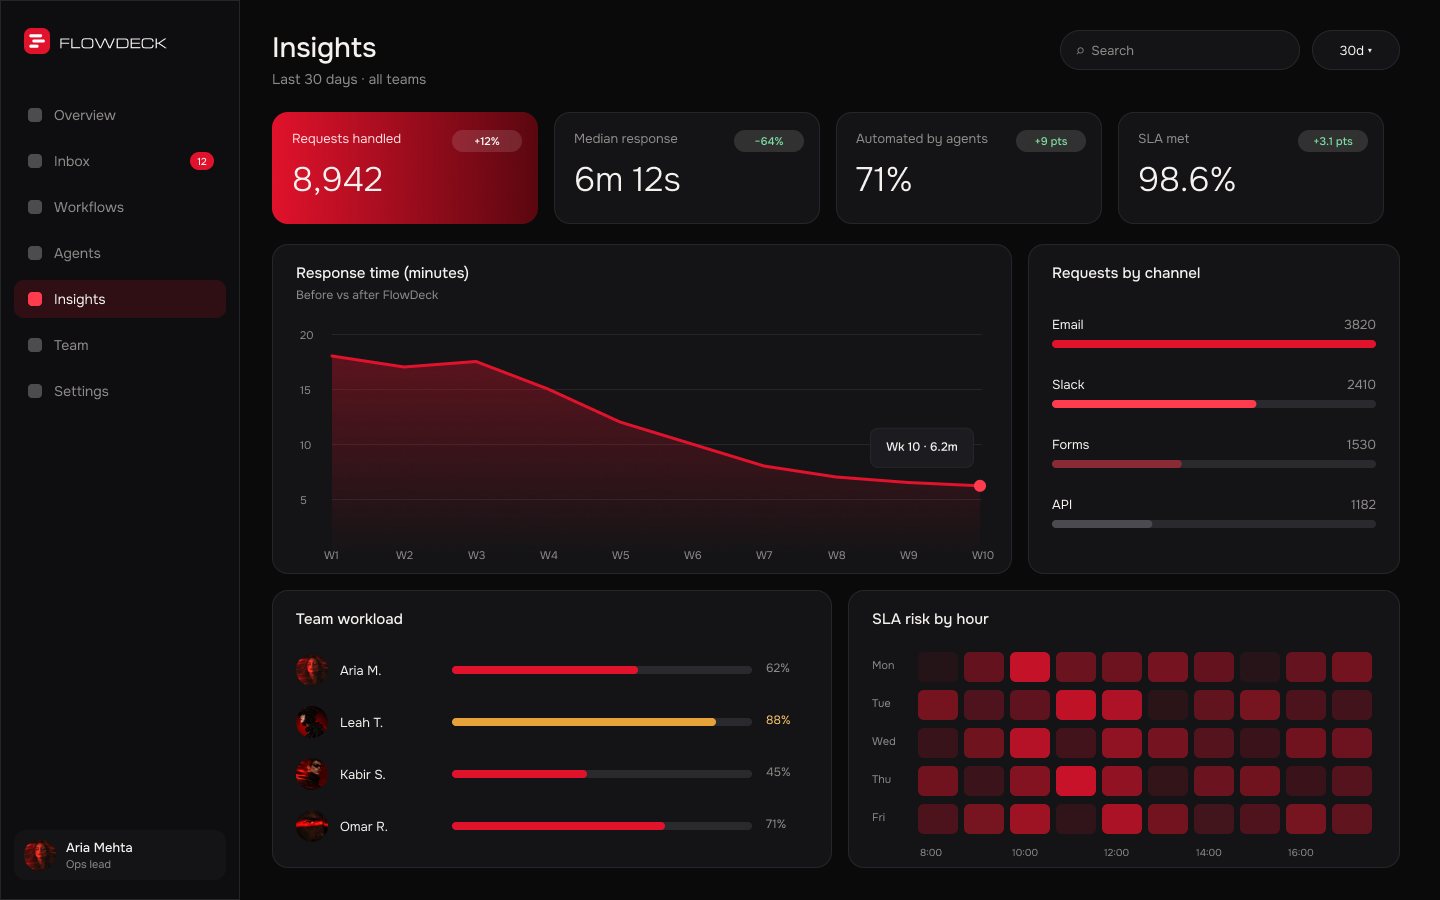 FLOWDECK
Overview
Inbox 12
Workflows
Agents
Insights
Team
Settings
Aria Mehta
Ops lead
Insights
Last 30 days · all teams
Search
30d ▾
Requests handled +12%
8,942
Median response −64%
6m 12s
Automated by agents +9 pts
71%
SLA met +3.1 pts
98.6%
Response time (minutes)
Before vs after FlowDeck
20
15
10
5
Wk 10 · 6.2m
W1 W2 W3 W4 W5 W6 W7 W8 W9 W10
Requests by channel
Email 3820
Slack 2410
Forms 1530
API 1182
Team workload
Aria M. 62%
Leah T. 88%
Kabir S. 45%
Omar R. 71%
SLA risk by hour
Mon
Tue
Wed
Thu
Fri
8:00 10:00 12:00 14:00 16:00